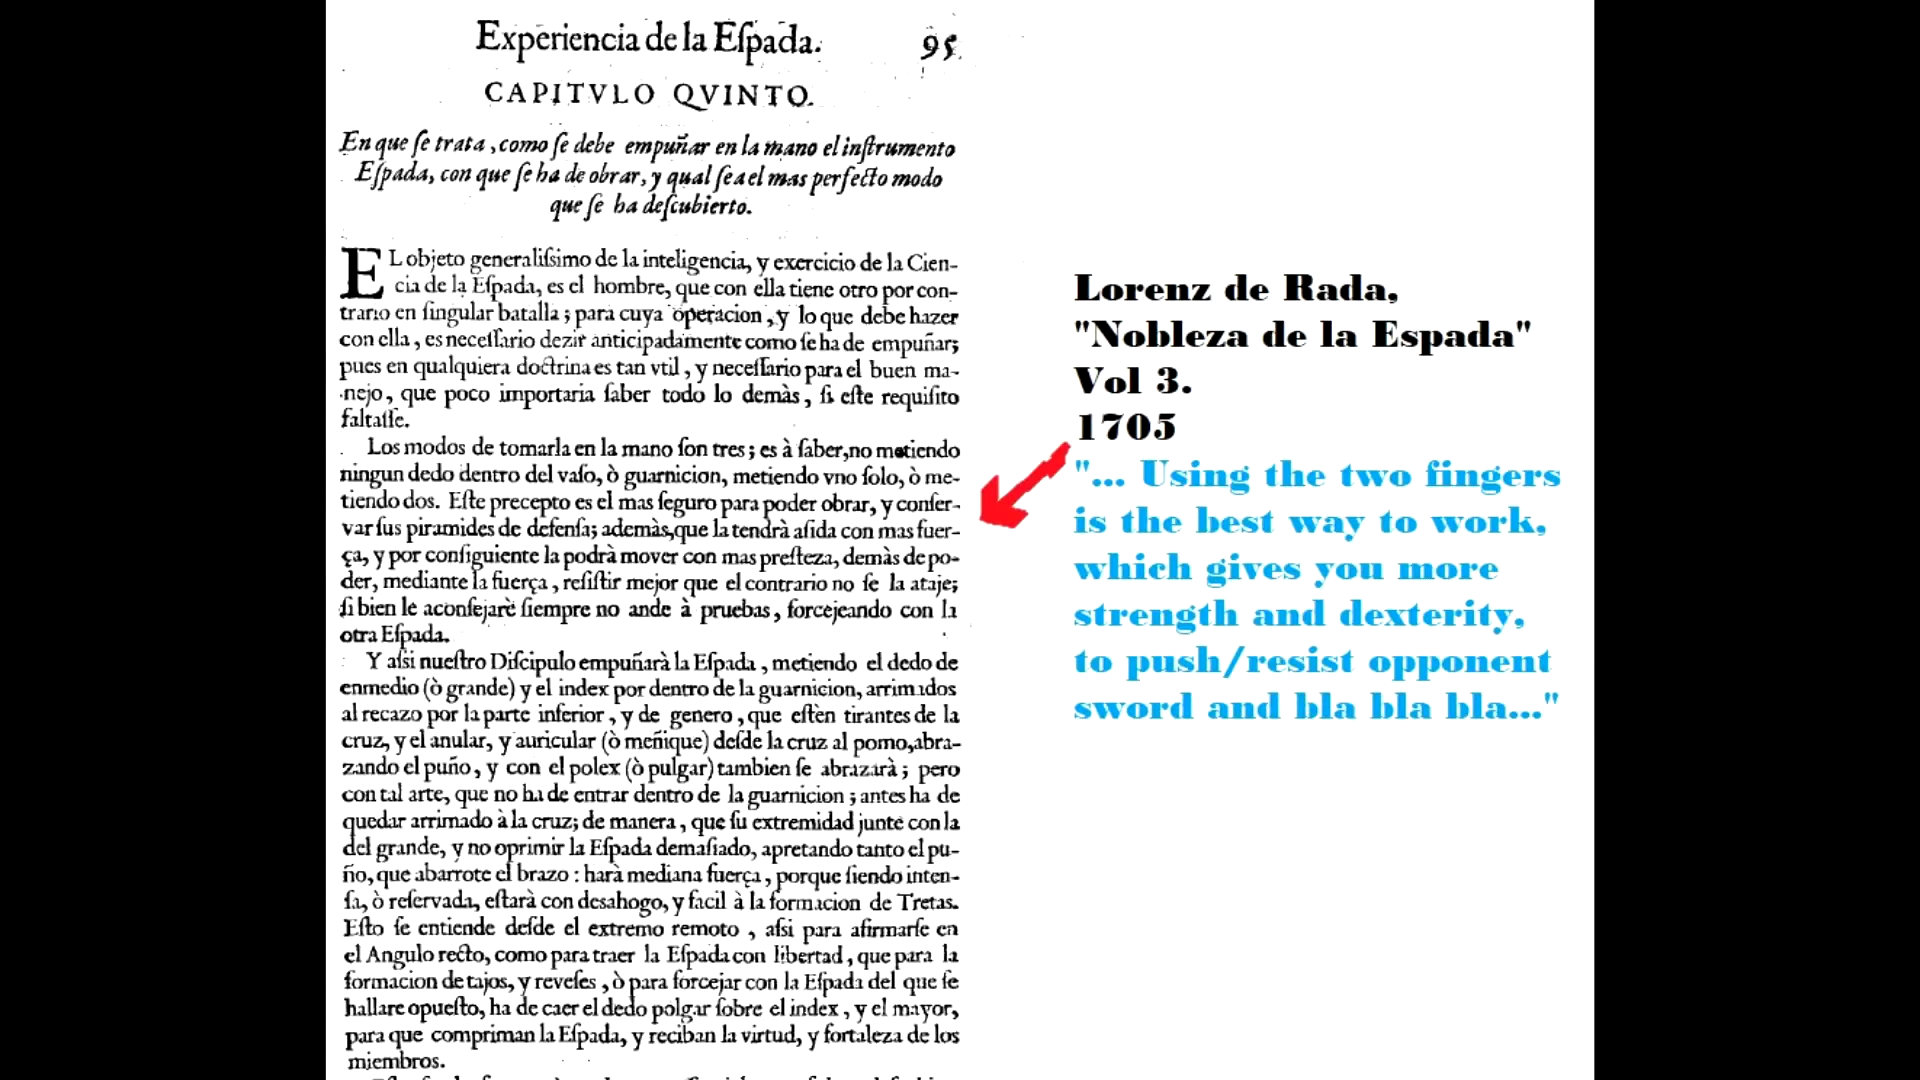 Experiencia de la Eſpada. 95
CAPITVLO QVINTO.
En que ſe trata, como ſe debe empuñar en la mano el inſtrumento
Eſpada, con que ſe ha de obrar, y qual ſea el mas perfecto modo
que ſe ha deſcubierto.
EL objeto generaliſsimo de la inteligencia, y exercicio de la Cien-
cia de la Eſpada, es el hombre, que con ella tiene otro por con-
trario en ſingular batalla; para cuya operacion, y lo que debe hazer
con ella, es neceſſario dezir anticipadamente como ſe ha de empuñar;
pues en qualquiera doctrina es tan vtil, y neceſſario para el buen ma-
nejo, que poco importaria ſaber todo lo demàs, ſi eſte requiſito
faltaſſe.
Los modos de tomarla en la mano ſon tres; es à ſaber, no metiendo
ningun dedo dentro del vaſo, ò guarnicion, metiendo vno ſolo, ò me-
tiendo dos. Eſte precepto es el mas ſeguro para poder obrar, y conſer-
var ſus piramides de defenſa; ademàs, que la tendrà aſida con mas fuer-
ça, y por conſiguiente la podrà mover con mas preſteza, demàs de po-
der, mediante la fuerça, reſiſtir mejor que el contrario no ſe la ataje;
ſi bien le aconſejarè ſiempre no ande à pruebas, forcejeando con la
otra Eſpada.
Y aſsi nueſtro Diſcipulo empuñarà la Eſpada, metiendo el dedo de
enmedio (ò grande) y el index por dentro de la guarnicion, arrimados
al recazo por la parte inferior, y de genero, que eſtèn tirantes de la
cruz, y el anular, y auricular (ò meñique) deſde la cruz al pomo, abra-
zando el puño, y con el polex (ò pulgar) tambien ſe abrazarà; pero
con tal arte, que no ha de entrar dentro de la guarnicion; antes ha de
quedar arrimado à la cruz; de manera, que ſu extremidad junte con la
del grande, y no oprimir la Eſpada demaſiado, apretando tanto el pu-
ño, que abarrote el brazo: harà mediana fuerça, porque ſiendo inten-
ſa, ò reſervada, eſtarà con desahogo, y facil à la formacion de Tretas.
Eſto ſe entiende deſde el extremo remoto, aſsi para afirmarſe en
el Angulo recto, como para traer la Eſpada con libertad, que para la
formacion de tajos, y reveſes, ò para forcejar con la Eſpada del que ſe
hallare opueſto, ha de caer el dedo polgar ſobre el index, y el mayor,
para que compriman la Eſpada, y reciban la virtud, y fortaleza de los
miembros.
Lorenz de Rada,
"Nobleza de la Espada"
Vol 3.
1705
"... Using the two fingers
is the best way to work,
which gives you more
strength and dexterity,
to push/resist opponent
sword and bla bla bla..."